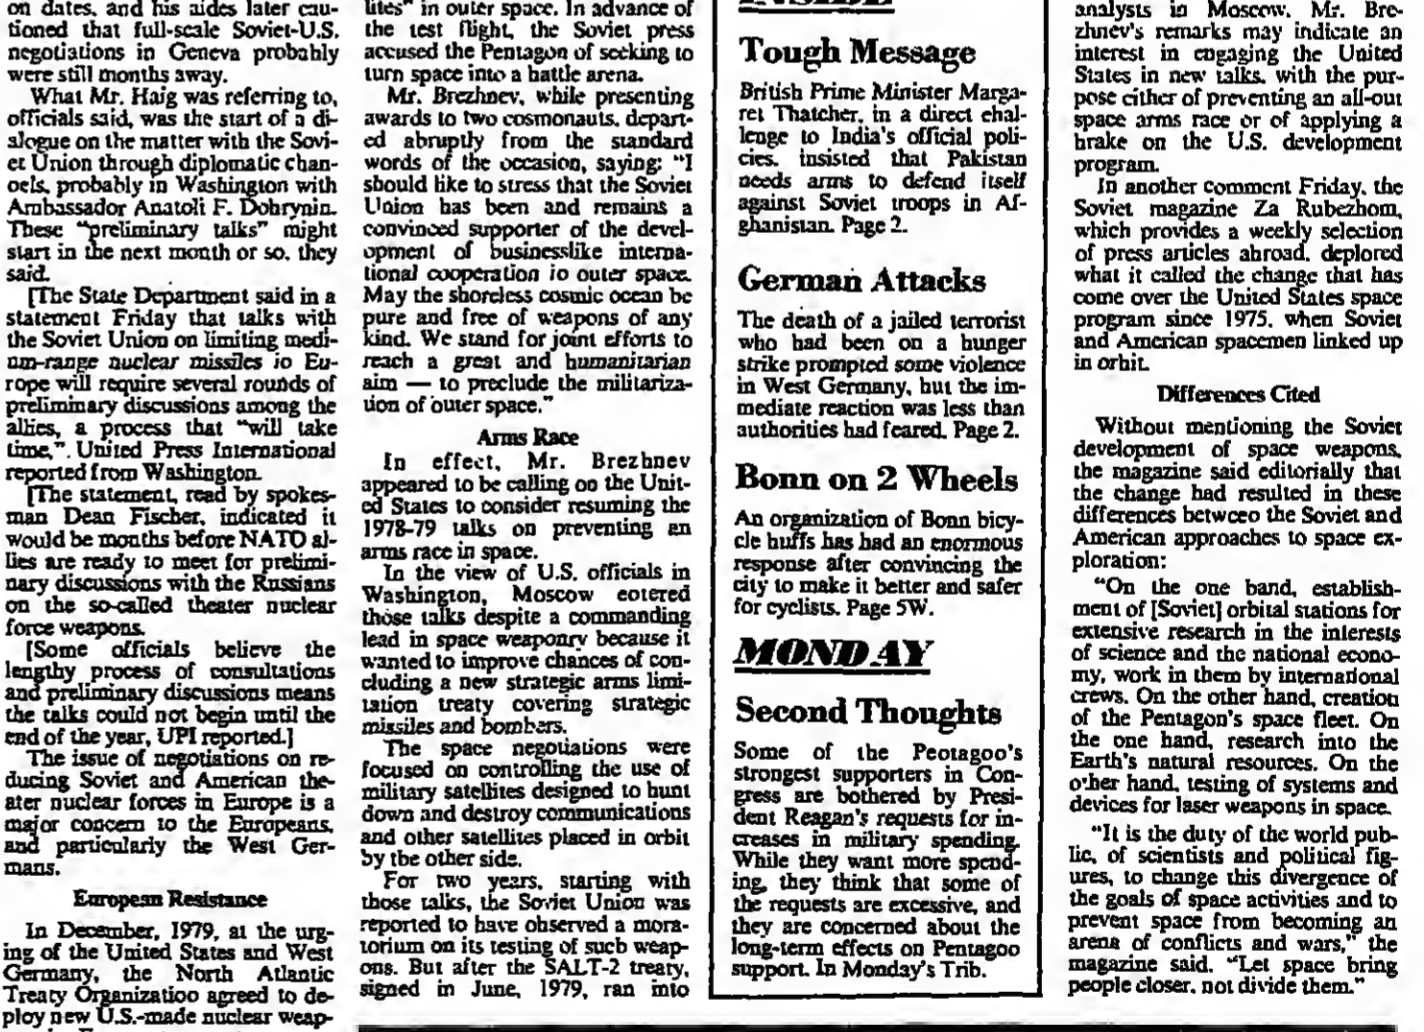 on dates, and his aides later cau-
tioned that full-scale Soviet-U.S.
negotiations in Geneva probably
were still months away.
What Mr. Haig was referring to,
officials said, was the start of a di-
alogue on the matter with the Sovi-
et Union through diplomatic chan-
nels, probably in Washington with
Ambassador Anatoli F. Dobrynin.
These "preliminary talks" might
start in the next month or so, they
said.
[The State Department said in a
statement Friday that talks with
the Soviet Union on limiting medi-
um-range nuclear missiles io Eu-
rope will require several rounds of
preliminary discussions among the
allies, a process that "will take
time," United Press International
reported from Washington.
[The statement, read by spokes-
man Dean Fischer, indicated it
would be months before NATO al-
lies are ready to meet for prelimi-
nary discussions with the Russians
on the so-called theater nuclear
force weapons.
[Some officials believe the
lengthy process of consultations
and preliminary discussions means
the talks could not begin until the
end of the year, UPI reported.]
The issue of negotiations on re-
ducing Soviet and American the-
ater nuclear forces in Europe is a
major concern to the Europeans,
and particularly the West Ger-
mans.
European Resistance
In December, 1979, at the urg-
ing of the United States and West
Germany, the North Atlantic
Treaty Organizatioo agreed to de-
ploy new U.S.-made nuclear weap-
lites" in outer space. In advance of
the test flight, the Soviet press
accused the Pentagon of seeking to
turn space into a battle arena.
Mr. Brezhnev, while presenting
awards to two cosmonauts, depart-
ed abruptly from the standard
words of the occasion, saying: "I
should like to stress that the Soviet
Union has been and remains a
convinced supporter of the devel-
opment of businesslike interna-
tional cooperation io outer space.
May the shoreless cosmic ocean be
pure and free of weapons of any
kind. We stand for joint efforts to
reach a great and humanitarian
aim — to preclude the militariza-
tion of outer space."
Arms Race
In effect, Mr. Brezhnev
appeared to be calling oo the Unit-
ed States to consider resuming the
1978-79 talks on preventing an
arms race in space.
In the view of U.S. officials in
Washington, Moscow eotered
those talks despite a commanding
lead in space weaponry because it
wanted to improve chances of con-
cluding a new strategic arms limi-
tation treaty covering strategic
missiles and bombers.
The space negotiations were
focused on controlling the use of
military satellites designed to hunt
down and destroy communications
and other satellites placed in orbit
by tbe otber side.
For two years, starting with
those talks, the Soviet Union was
reported to have observed a mora-
torium on its testing of sucb weap-
ons. But after the SALT-2 treaty,
signed in June, 1979, ran into
INSIDE
Tough Message
British Prime Minister Marga-
ret Thatcher, in a direct chal-
lenge to India's official poli-
cies, insisted that Pakistan
needs arms to defend itself
against Soviet troops in Af-
ghanistan. Page 2.
German Attacks
The death of a jailed terrorist
who had been on a hunger
strike prompted some violence
in West Germany, but the im-
mediate reaction was less than
authorities had feared. Page 2.
Bonn on 2 Wheels
An organization of Bonn bicy-
cle buffs has had an enormous
response after convincing the
city to make it better and safer
for cyclists. Page 5W.
MONDAY
Second Thoughts
Some of the Peotagoo's
strongest supporters in Con-
gress are bothered by Presi-
dent Reagan's requests for in-
creases in military spending.
While they want more spend-
ing, they think that some of
the requests are excessive, and
they are concerned about the
long-term effects on Pentagoo
support. In Monday's Trib.
analysts in Moscow, Mr. Bre-
zhnev's remarks may indicate an
interest in engaging the United
States in new talks, with the pur-
pose either of preventing an all-out
space arms race or of applying a
brake on the U.S. development
program.
In another comment Friday, the
Soviet magazine Za Rubezhom,
which provides a weekly selection
of press articles abroad, deplored
what it called the change that has
come over the United States space
program since 1975, when Soviet
and American spacemen linked up
in orbit.
Differences Cited
Without mentioning the Soviet
development of space weapons,
the magazine said editorially that
the change had resulted in these
differences betweeo the Soviet and
American approaches to space ex-
ploration:
"On the one band, establish-
ment of [Soviet] orbital stations for
extensive research in the interests
of science and the national econo-
my, work in them by international
crews. On the other hand, creation
of the Pentagon's space fleet. On
the one hand, research into the
Earth's natural resources. On the
other hand, testing of systems and
devices for laser weapons in space.
"It is the duty of the world pub-
lic, of scientists and political fig-
ures, to change this divergence of
the goals of space activities and to
prevent space from becoming an
arena of conflicts and wars," the
magazine said. "Let space bring
people closer, not divide them."